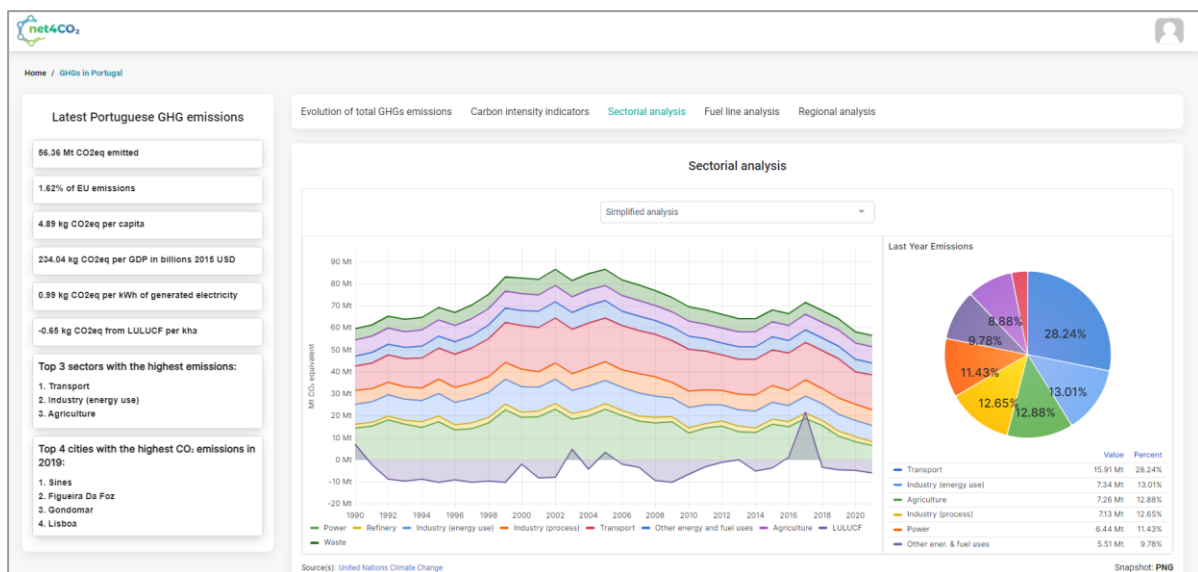 net4CO₂
Home / GHGs in Portugal
Latest Portuguese GHG emissions
56.36 Mt CO2eq emitted
1.62% of EU emissions
4.89 kg CO2eq per capita
234.04 kg CO2eq per GDP in billions 2015 USD
0.99 kg CO2eq per kWh of generated electricity
-0.65 kg CO2eq from LULUCF per kha
Top 3 sectors with the highest emissions:
1. Transport
2. Industry (energy use)
3. Agriculture
Top 4 cities with the highest CO₂ emissions in
2019:
1. Sines
2. Figueira Da Foz
3. Gondomar
4. Lisboa
Evolution of total GHGs emissions Carbon intensity indicators Sectorial analysis Fuel line analysis Regional analysis
Sectorial analysis
Simplified analysis
Mt CO₂ equivalent
90 Mt
80 Mt
70 Mt
60 Mt
50 Mt
40 Mt
30 Mt
20 Mt
10 Mt
0 Mt
-10 Mt
-20 Mt
1990 1992 1994 1996 1998 2000 2002 2004 2006 2008 2010 2012 2014 2016 2018 2020
Power Refinery Industry (energy use) Industry (process) Transport Other energy and fuel uses Agriculture LULUCF
Waste
Last Year Emissions
28.24%
13.01%
12.88%
12.65%
11.43%
9.78%
8.88%
Value Percent
Transport 15.91 Mt 28.24%
Industry (energy use) 7.34 Mt 13.01%
Agriculture 7.26 Mt 12.88%
Industry (process) 7.13 Mt 12.65%
Power 6.44 Mt 11.43%
Other ener. & fuel uses 5.51 Mt 9.78%
Source(s): United Nations Climate Change
Snapshot: PNG